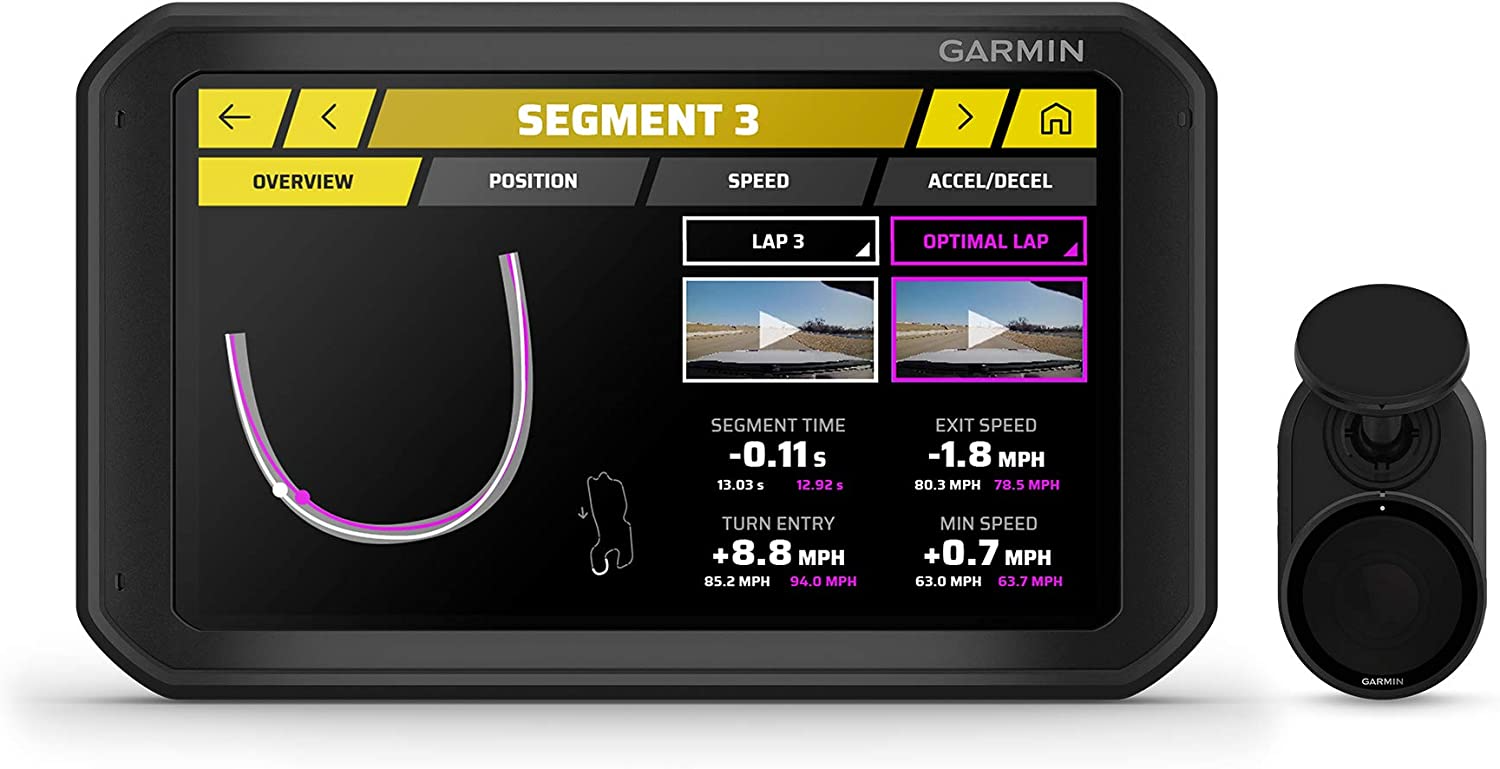 GARMIN
SEGMENT 3
OVERVIEW POSITION SPEED ACCEL/DECEL
LAP 3 OPTIMAL LAP
SEGMENT TIME EXIT SPEED
-0.11 S -1.8 MPH
13.03 s 12.92 s 80.3 MPH 78.5 MPH
TURN ENTRY MIN SPEED
+8.8 MPH +0.7 MPH
85.2 MPH 94.0 MPH 63.0 MPH 63.7 MPH
GARMIN